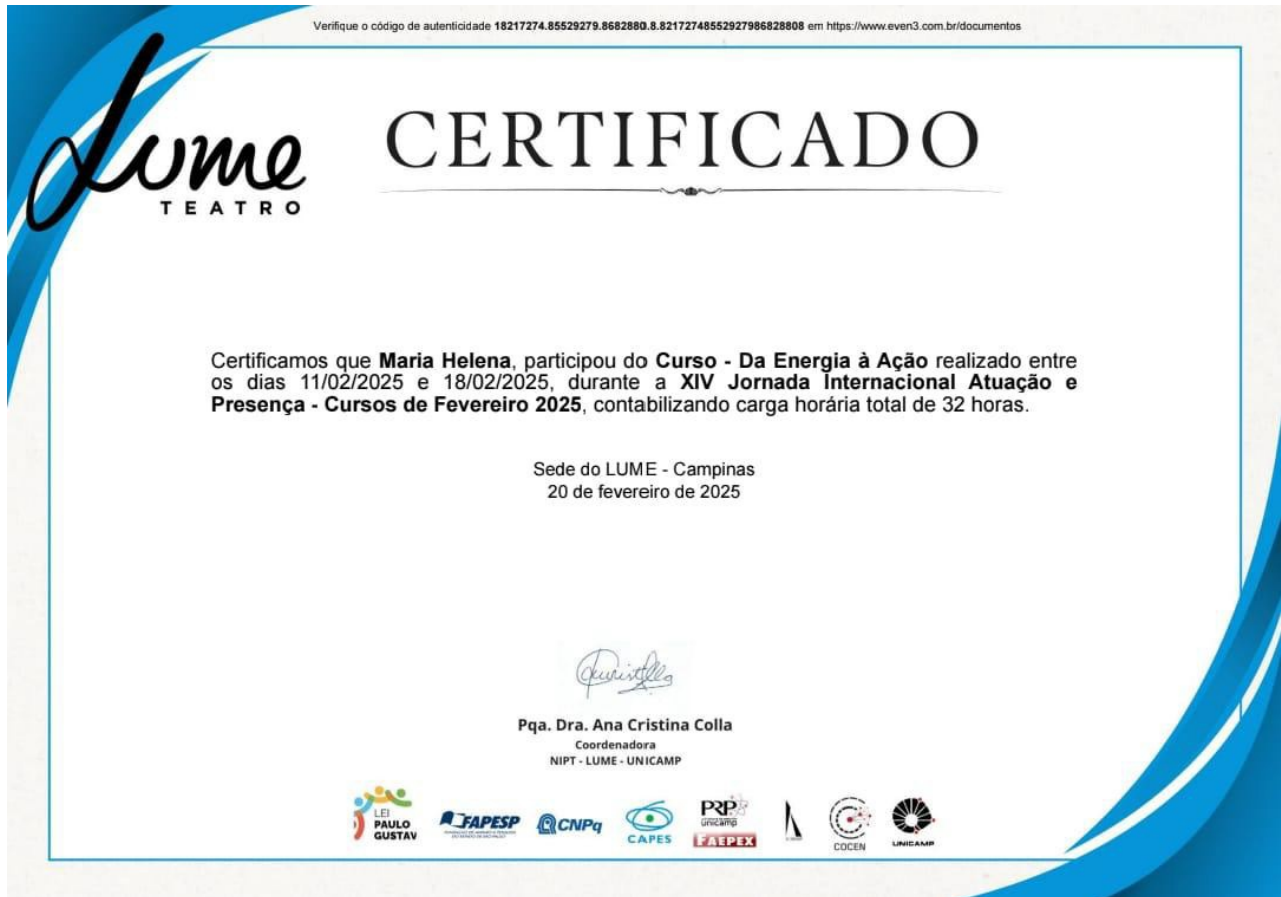 Verifique o código de autenticidade 18217274.85529279.8682880.8.82172748552927986828808 em https://www.even3.com.br/documentos
Lume
TEATRO
CERTIFICADO
Certificamos que Maria Helena, participou do Curso - Da Energia à Ação realizado entre
os dias 11/02/2025 e 18/02/2025, durante a XIV Jornada Internacional Atuação e
Presença - Cursos de Fevereiro 2025, contabilizando carga horária total de 32 horas.
Sede do LUME - Campinas
20 de fevereiro de 2025
Pqa. Dra. Ana Cristina Colla
Coordenadora
NIPT - LUME - UNICAMP
LEI
PAULO
GUSTAV
FAPESP
CNPq
CAPES
PRP
unicamp
FAEPEX
COCEN
UNICAMP